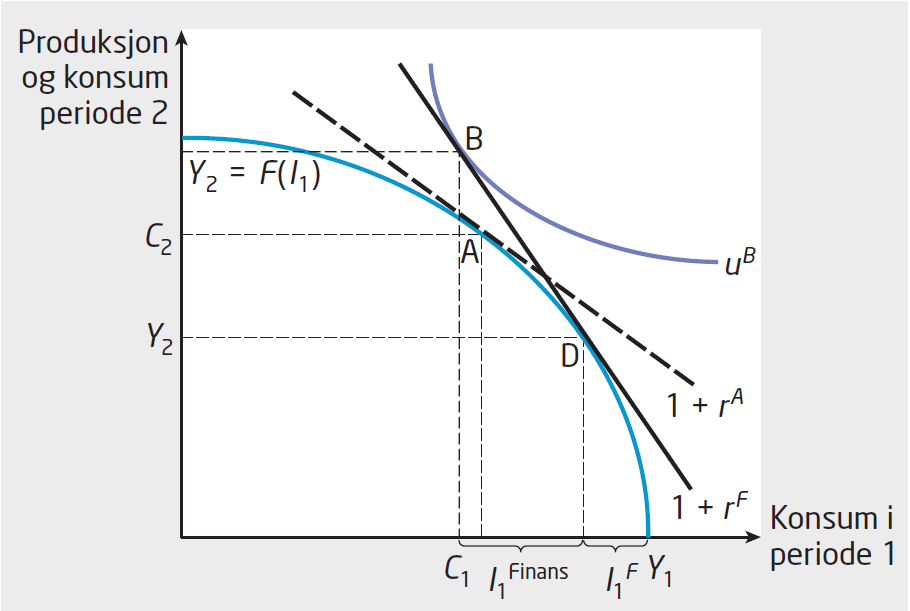 Produksjon
og konsum
periode 2
B
Y₂ = F(I₁)
C₂
A
uᴮ
Y₂
D
1 + rᴬ
1 + rF
Konsum i
periode 1
C₁ I₁Finans I₁F Y₁